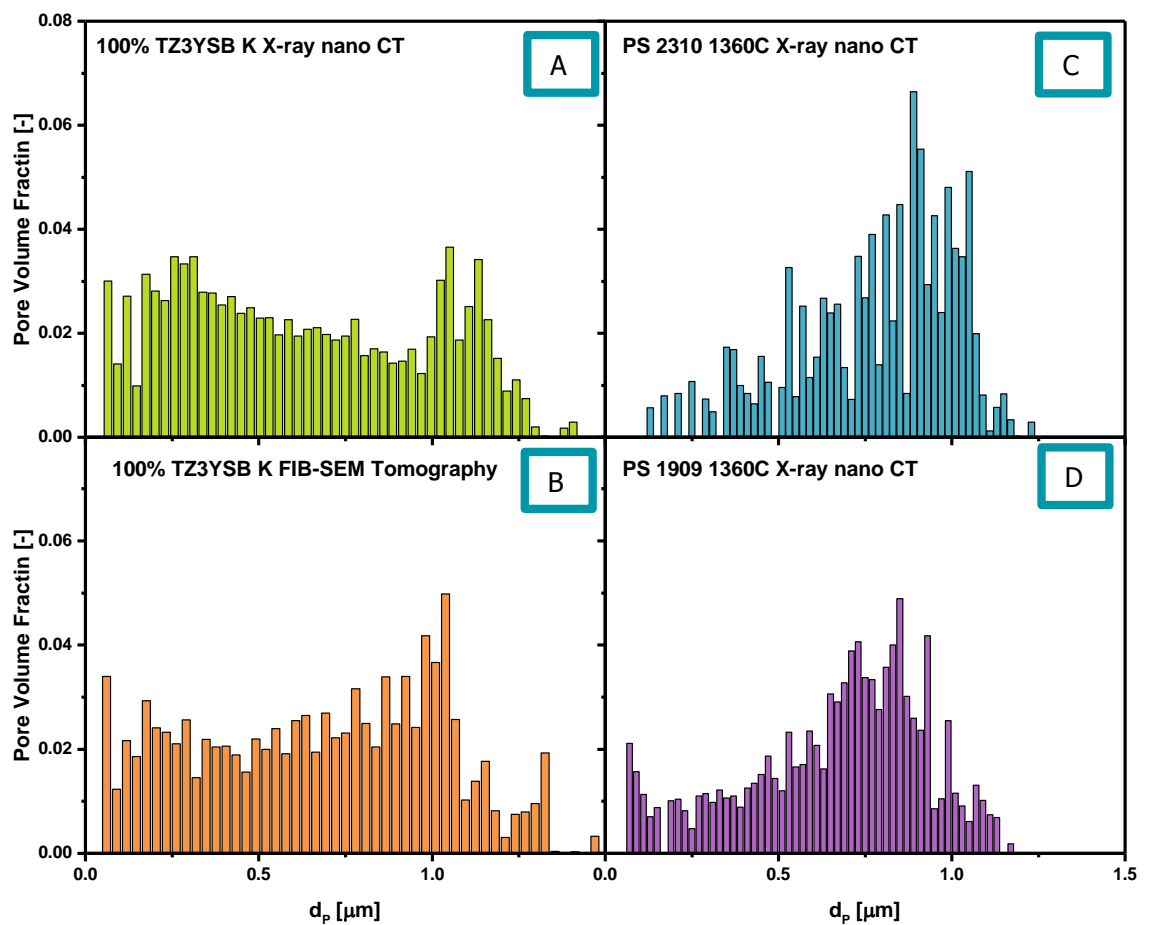 0.08
100% TZ3YSB K X-ray nano CT
A
PS 2310 1360C X-ray nano CT
C
0.06
0.04
0.02
0.00
Pore Volume Fractin [-]
100% TZ3YSB K FIB-SEM Tomography
B
PS 1909 1360C X-ray nano CT
D
0.06
0.04
0.02
0.00
Pore Volume Fractin [-]
0.0 0.5 1.0 0.0 0.5 1.0 1.5
dP [μm] dP [μm]